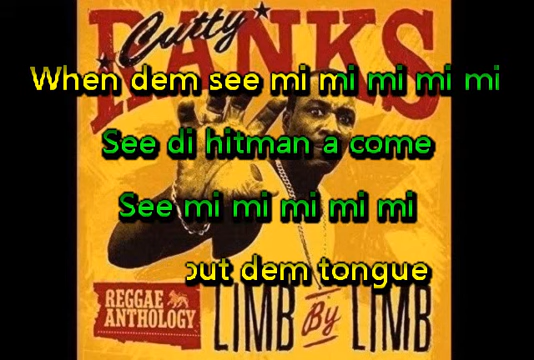 Cutty
RANKS
When dem see mi mi mi mi mi
See di hitman a come
See mi mi mi mi mi
out dem tongue
REGGAE
ANTHOLOGY
LIMB By LIMB